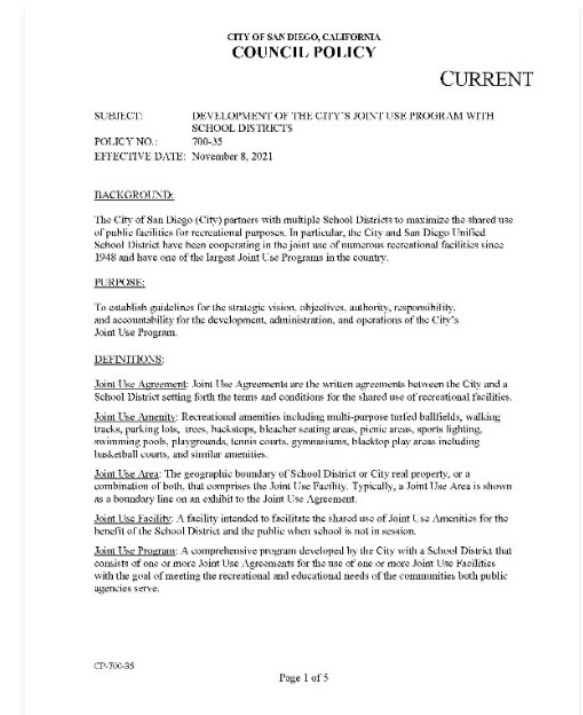 CITY OF SAN DIEGO, CALIFORNIA
COUNCIL POLICY
CURRENT
SUBJECT: DEVELOPMENT OF THE CITY'S JOINT USE PROGRAM WITH
SCHOOL DISTRICTS
POLICY NO.: 700-35
EFFECTIVE DATE: November 8, 2021
BACKGROUND:
The City of San Diego (City) partners with multiple School Districts to maximize the shared use
of public facilities for recreational purposes. In particular, the City and San Diego Unified
School District have been cooperating in the joint use of numerous recreational facilities since
1948 and have one of the largest Joint Use Programs in the country.
PURPOSE:
To establish guidelines for the strategic vision, objectives, authority, responsibility,
and accountability for the development, administration, and operations of the City's
Joint Use Program.
DEFINITIONS:
Joint Use Agreement: Joint Use Agreements are the written agreements between the City and a
School District setting forth the terms and conditions for the shared use of recreational facilities.
Joint Use Amenity: Recreational amenities including multi-purpose turfed ballfields, walking
tracks, parking lots, trees, backstops, bleacher seating areas, picnic areas, sports lighting,
swimming pools, playgrounds, tennis courts, gymnasiums, blacktop play areas including
basketball courts, and similar amenities.
Joint Use Area: The geographic boundary of School District or City real property, or a
combination of both, that comprises the Joint Use Facility. Typically, a Joint Use Area is shown
as a boundary line on an exhibit to the Joint Use Agreement.
Joint Use Facility: A facility intended to facilitate the shared use of Joint Use Amenities for the
benefit of the School District and the public when school is not in session.
Joint Use Program: A comprehensive program developed by the City with a School District that
consists of one or more Joint Use Agreements for the use of one or more Joint Use Facilities
with the goal of meeting the recreational and educational needs of the communities both public
agencies serve.
CP-700-35
Page 1 of 5